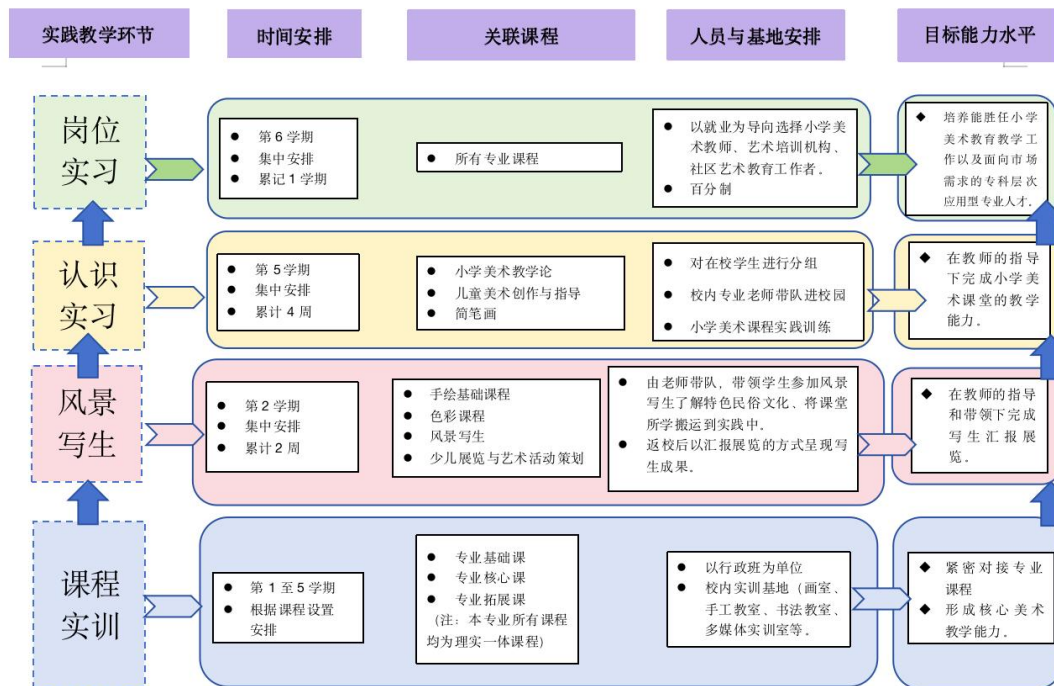 实践教学环节
时间安排
关联课程
人员与基地安排
目标能力水平
岗位
实习
● 第6学期
● 集中安排
● 累记1学期
● 所有专业课程
● 以就业为导向选择小学美
术教师、艺术培训机构、
社区艺术教育工作者。
● 百分制
◆ 培养能胜任小学
美术教育教学工
作以及面向市场
需求的专科层次
应用型专业人才.
认识
实习
● 第5学期
● 集中安排
● 累计4周
● 小学美术教学论
● 儿童美术创作与指导
● 简笔画
● 对在校学生进行分组
● 校内专业老师带队进校园
● 小学美术课程实践训练
◆ 在教师的指导
下完成小学美
术课堂的教学
能力.
风景
写生
● 第2学期
● 集中安排
● 累计2周
● 手绘基础课程
● 色彩课程
● 风景写生
● 少儿展览与艺术活动策划
● 由老师带队，带领学生参加风景
写生了解特色民俗文化、将课堂
所学搬运到实践中.
● 返校后以汇报展览的方式呈现写
生成果.
◆ 在教师的指导
和带领下完成
写生汇报展
览.
课程
实训
● 第1至5学期
● 根据课程设置
安排
● 专业基础课
● 专业核心课
● 专业拓展课
(注：本专业所有课程
均为理实一体课程)
● 以行政班为单位
● 校内实训基地（画室、
手工教室、书法教室、
多媒体实训室等.
◆ 紧密对接专业
课程
◆ 形成核心美术
教学能力.